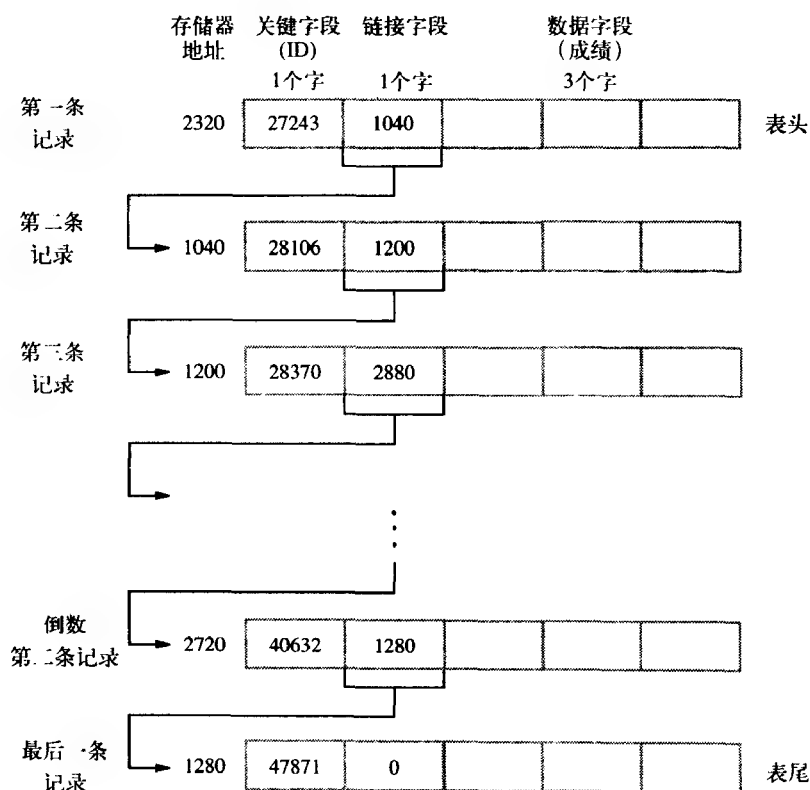 存储器 关键字段 链接字段 数据字段
地址 (ID) (成绩)
1个字 1个字 3个字
第一条
记录
2320 27243 1040 表头
第二条
记录
1040 28106 1200
第三条
记录
1200 28370 2880
倒数
第二条记录
2720 40632 1280
最后一条
记录
1280 47871 0 表尾